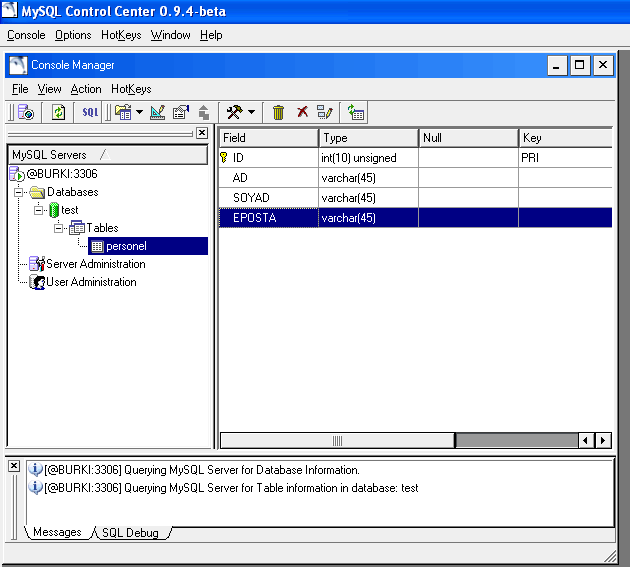 MySQL Control Center 0.9.4-beta
Console Options HotKeys Window Help
Console Manager
File View Action HotKeys
SQL
MySQL Servers
@BURKI:3306
Databases
test
Tables
personel
Server Administration
User Administration
Field Type Null Key
ID int(10) unsigned PRI
AD varchar(45)
SOYAD varchar(45)
EPOSTA varchar(45)
[@BURKI:3306] Querying MySQL Server for Database Information.
[@BURKI:3306] Querying MySQL Server for Table information in database: test
Messages SQL Debug